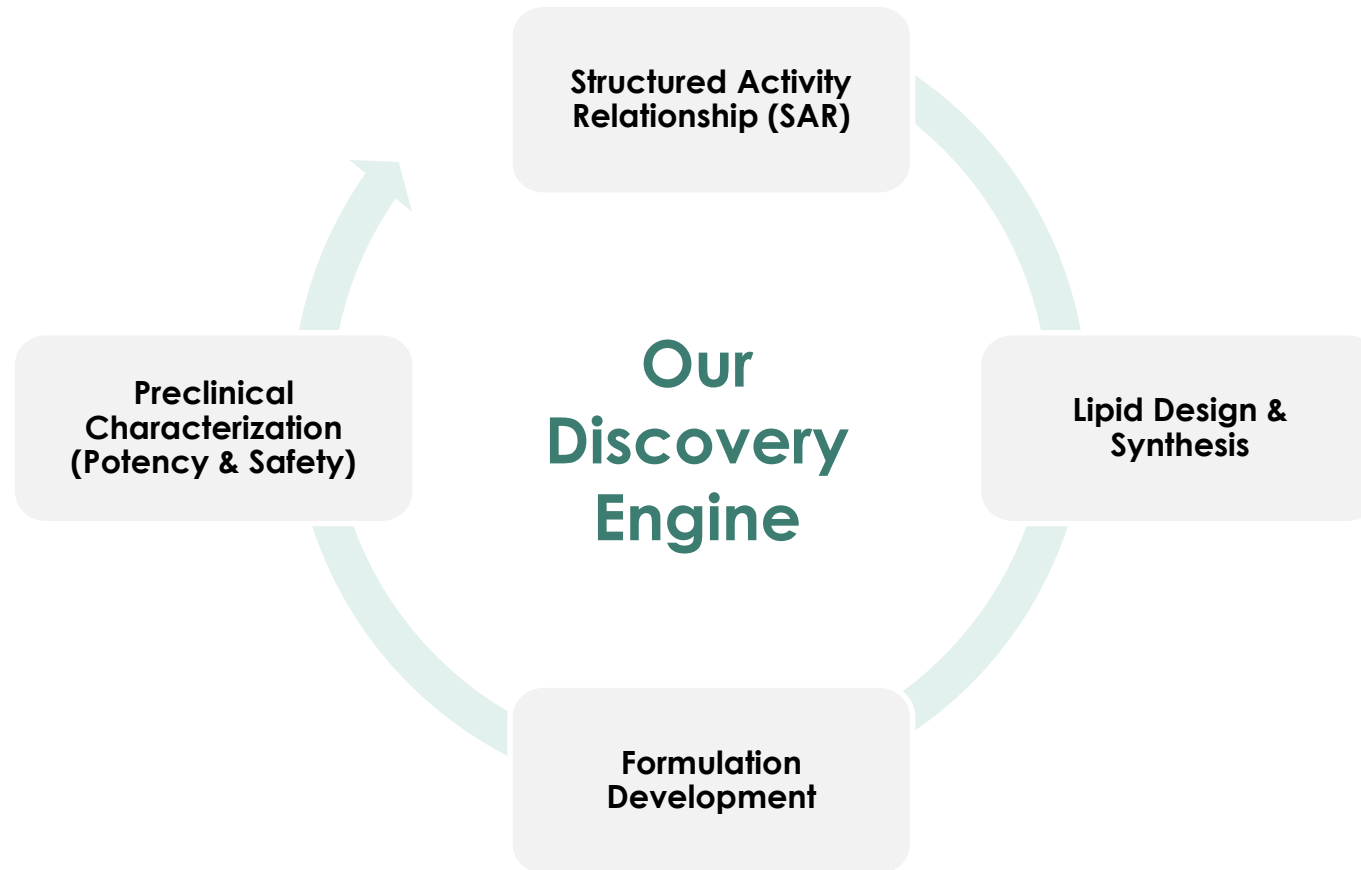 Structured Activity
Relationship (SAR)
Preclinical
Characterization
(Potency & Safety)
Our
Discovery
Engine
Lipid Design &
Synthesis
Formulation
Development